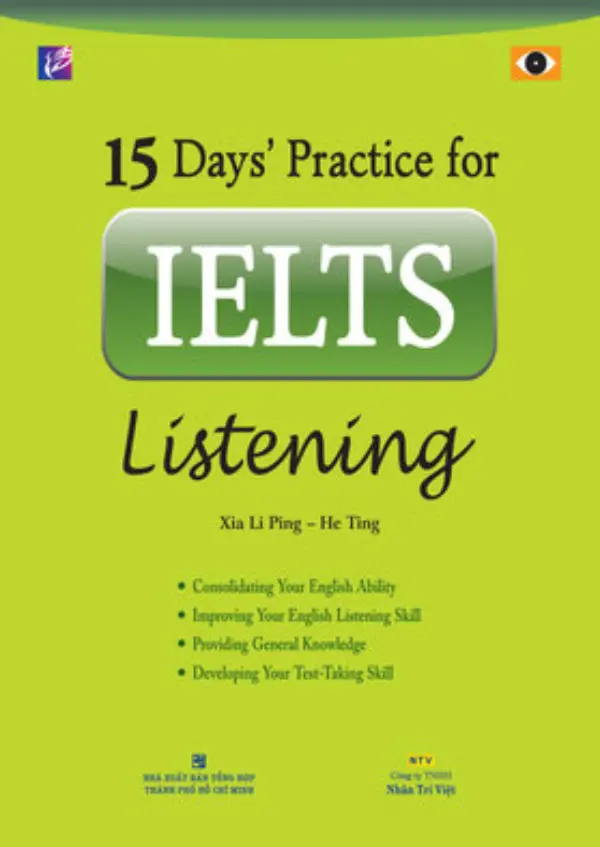 15 Days’ Practice for
IELTS
Listening
Xia Li Ping – He Ting
• Consolidating Your English Ability
• Improving Your English Listening Skill
• Providing General Knowledge
• Developing Your Test-Taking Skill
NHÀ XUẤT BẢN TỔNG HỢP
THÀNH PHỐ HỒ CHÍ MINH
NTV
Công ty TNHH
Nhân Trí Việt